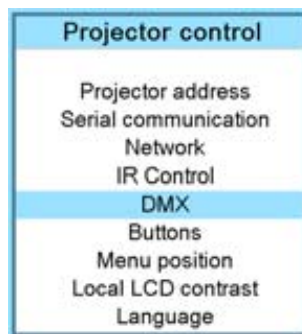 Projector control
Projector address
Serial communication
Network
IR Control
DMX
Buttons
Menu position
Local LCD contrast
Language